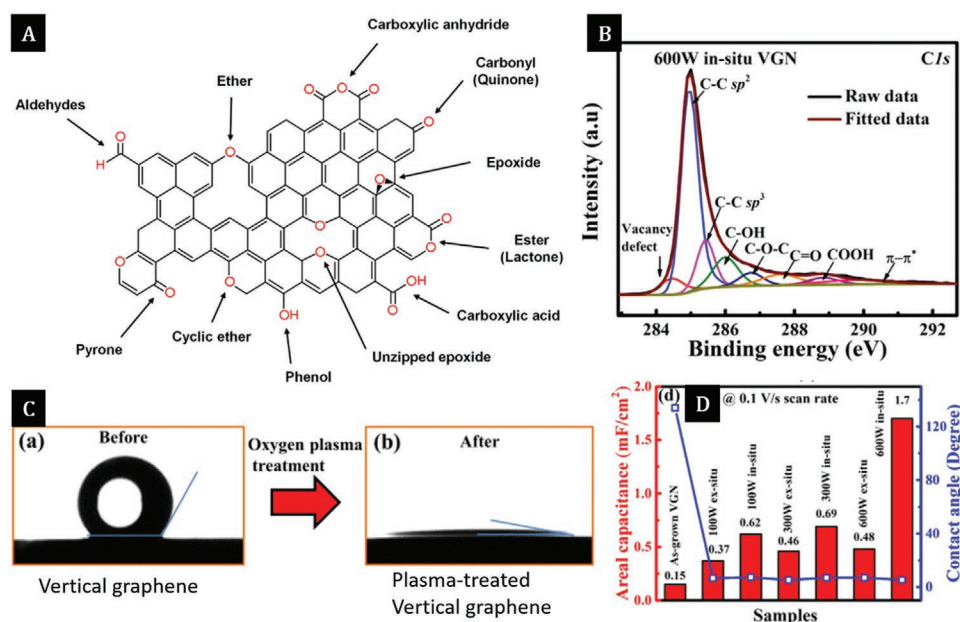 A
Carboxylic anhydride
Carbonyl
(Quinone)
Ether
Aldehydes
Epoxide
Ester
(Lactone)
Carboxylic acid
Unzipped epoxide
Phenol
Cyclic ether
Pyrone
O
H
O
O
O
O
O
O
O
O
O
O
O
O
O
OH
O
OH
B
600W in-situ VGN
C1s
C-C sp²
Raw data
Fitted data
C-C sp³
Vacancy
defect
C-OH
C-O-C
C=O
COOH
π-π*
Intensity (a.u)
284 286 288 290 292
Binding energy (eV)
C
(a)
Before
Oxygen plasma
treatment
(b)
After
Vertical graphene
Plasma-treated
Vertical graphene
(d)
D
@ 0.1 V/s scan rate
Areal capacitance (mF/cm²)
2.0
1.5
1.0
0.5
0.0
As-grown VGN
0.15
100W ex-situ
0.37
100W in-situ
0.62
300W ex-situ
0.46
300W in-situ
0.69
600W ex-situ
0.48
600W in-situ
1.7
120
80
40
0
Contact angle (Degree)
Samples